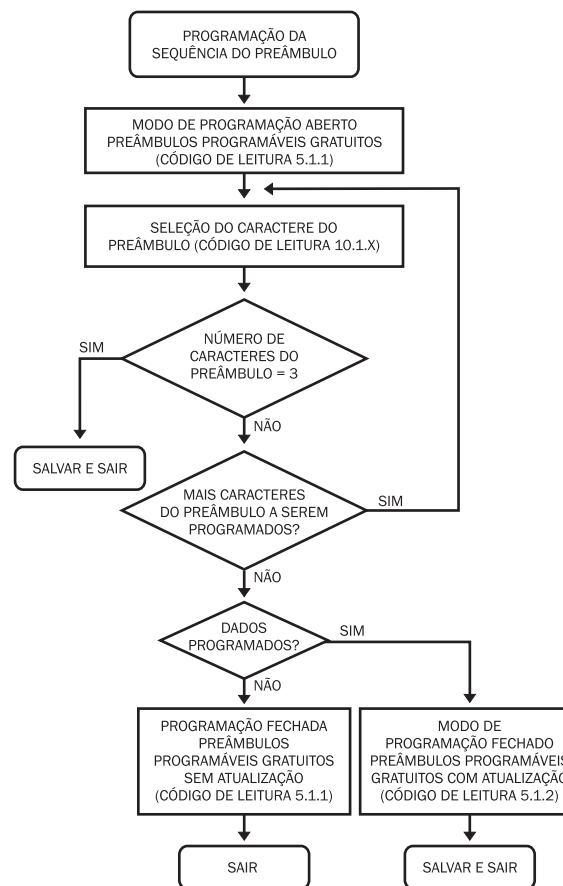 PROGRAMAÇÃO DA
SEQUÊNCIA DO PREÂMBULO
MODO DE PROGRAMAÇÃO ABERTO
PREÂMBULOS PROGRAMÁVEIS GRATUITOS
(CÓDIGO DE LEITURA 5.1.1)
SELEÇÃO DO CARACTERE DO
PREÂMBULO (CÓDIGO DE LEITURA 10.1.X)
NÚMERO DE
CARACTERES DO
PREÂMBULO = 3
SIM
NÃO
SALVAR E SAIR
MAIS CARACTERES
DO PREÂMBULO A SEREM
PROGRAMADOS?
SIM
NÃO
DADOS
PROGRAMADOS?
SIM
NÃO
PROGRAMAÇÃO FECHADA
PREÂMBULOS
PROGRAMÁVEIS GRATUITOS
SEM ATUALIZAÇÃO
(CÓDIGO DE LEITURA 5.1.1)
MODO DE
PROGRAMAÇÃO FECHADO
PREÂMBULOS PROGRAMÁVEIS
GRATUITOS COM ATUALIZAÇÃO
(CÓDIGO DE LEITURA 5.1.2)
SAIR
SALVAR E SAIR